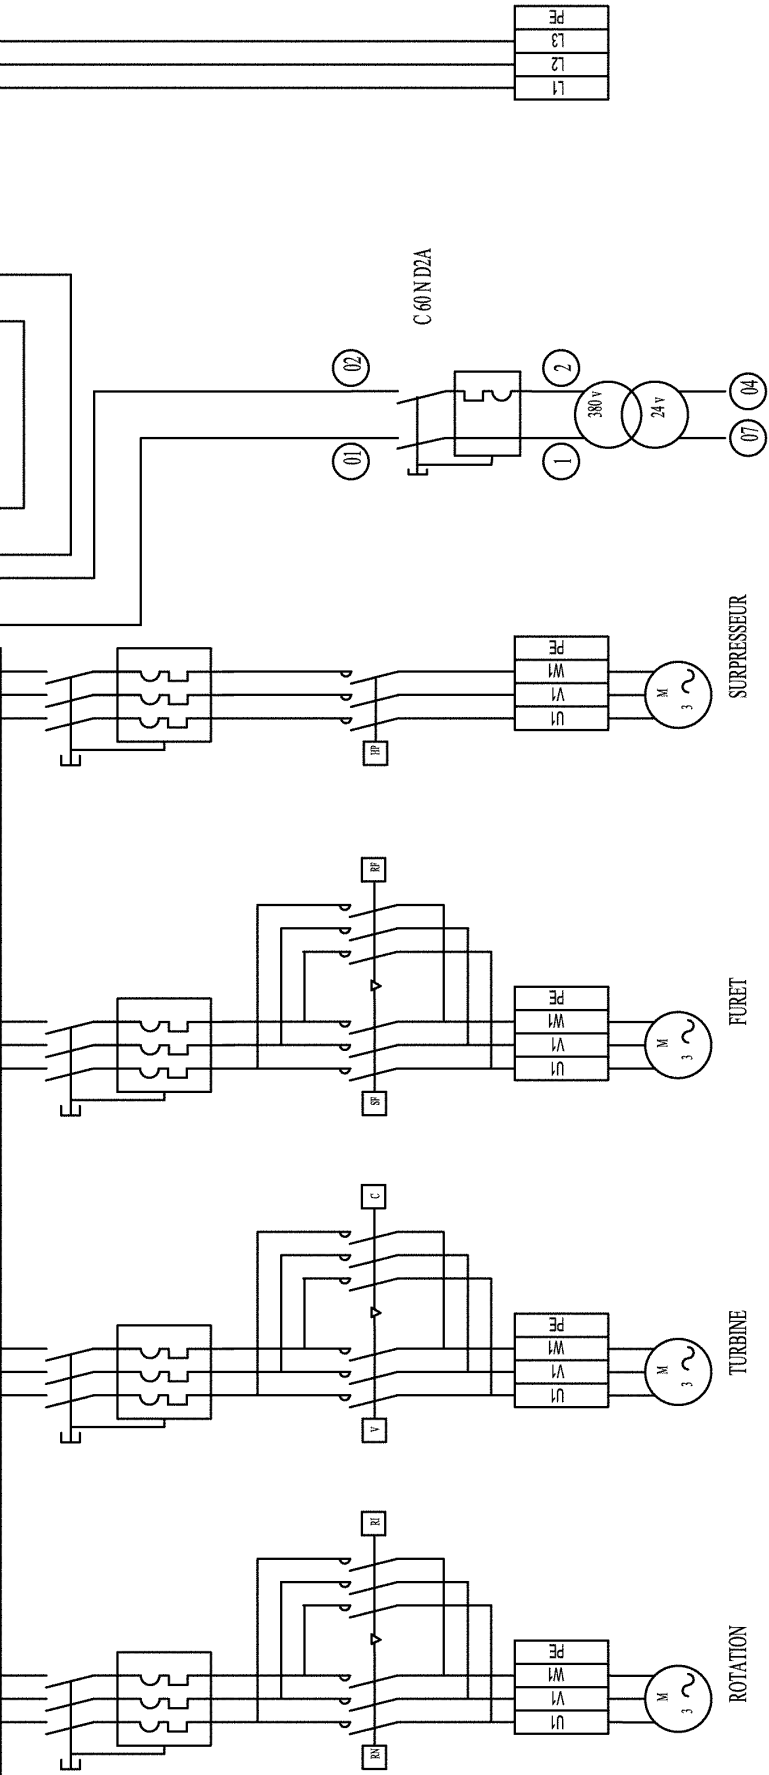 PE
L3
L2
L1
C 60 N D2A
02
01
2
1
380 v
24 v
04
07
SURPRESSEUR
PE
W1
V1
U1
M
3
HP
RF
FURET
PE
W1
V1
U1
M
3
SF
C
TURBINE
PE
W1
V1
U1
M
3
V
RI
ROTATION
PE
W1
V1
U1
M
3
RN